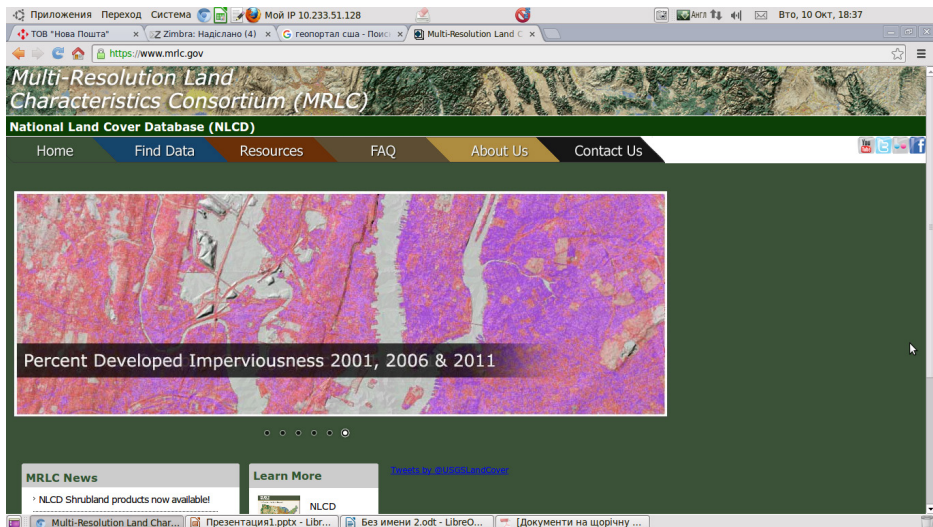 Приложения Переход Система Мой IP 10.233.51.128 Англ Вто, 10 Окт, 18:37
ТОВ "Нова Пошта" Zimbra: Надіслано (4) геопортал сша - Поис Multi-Resolution Land C
https://www.mrlc.gov
Multi-Resolution Land
Characteristics Consortium (MRLC)
National Land Cover Database (NLCD)
Home Find Data Resources FAQ About Us Contact Us
Percent Developed Imperviousness 2001, 2006 & 2011
MRLC News Learn More Tweets by @USGSLandCover
NLCD Shrubland products now available! NLCD
Multi-Resolution Land Char... Презентация1.pptx - Libr... Без имени 2.odt - LibreO... [Документи на щорічну ...